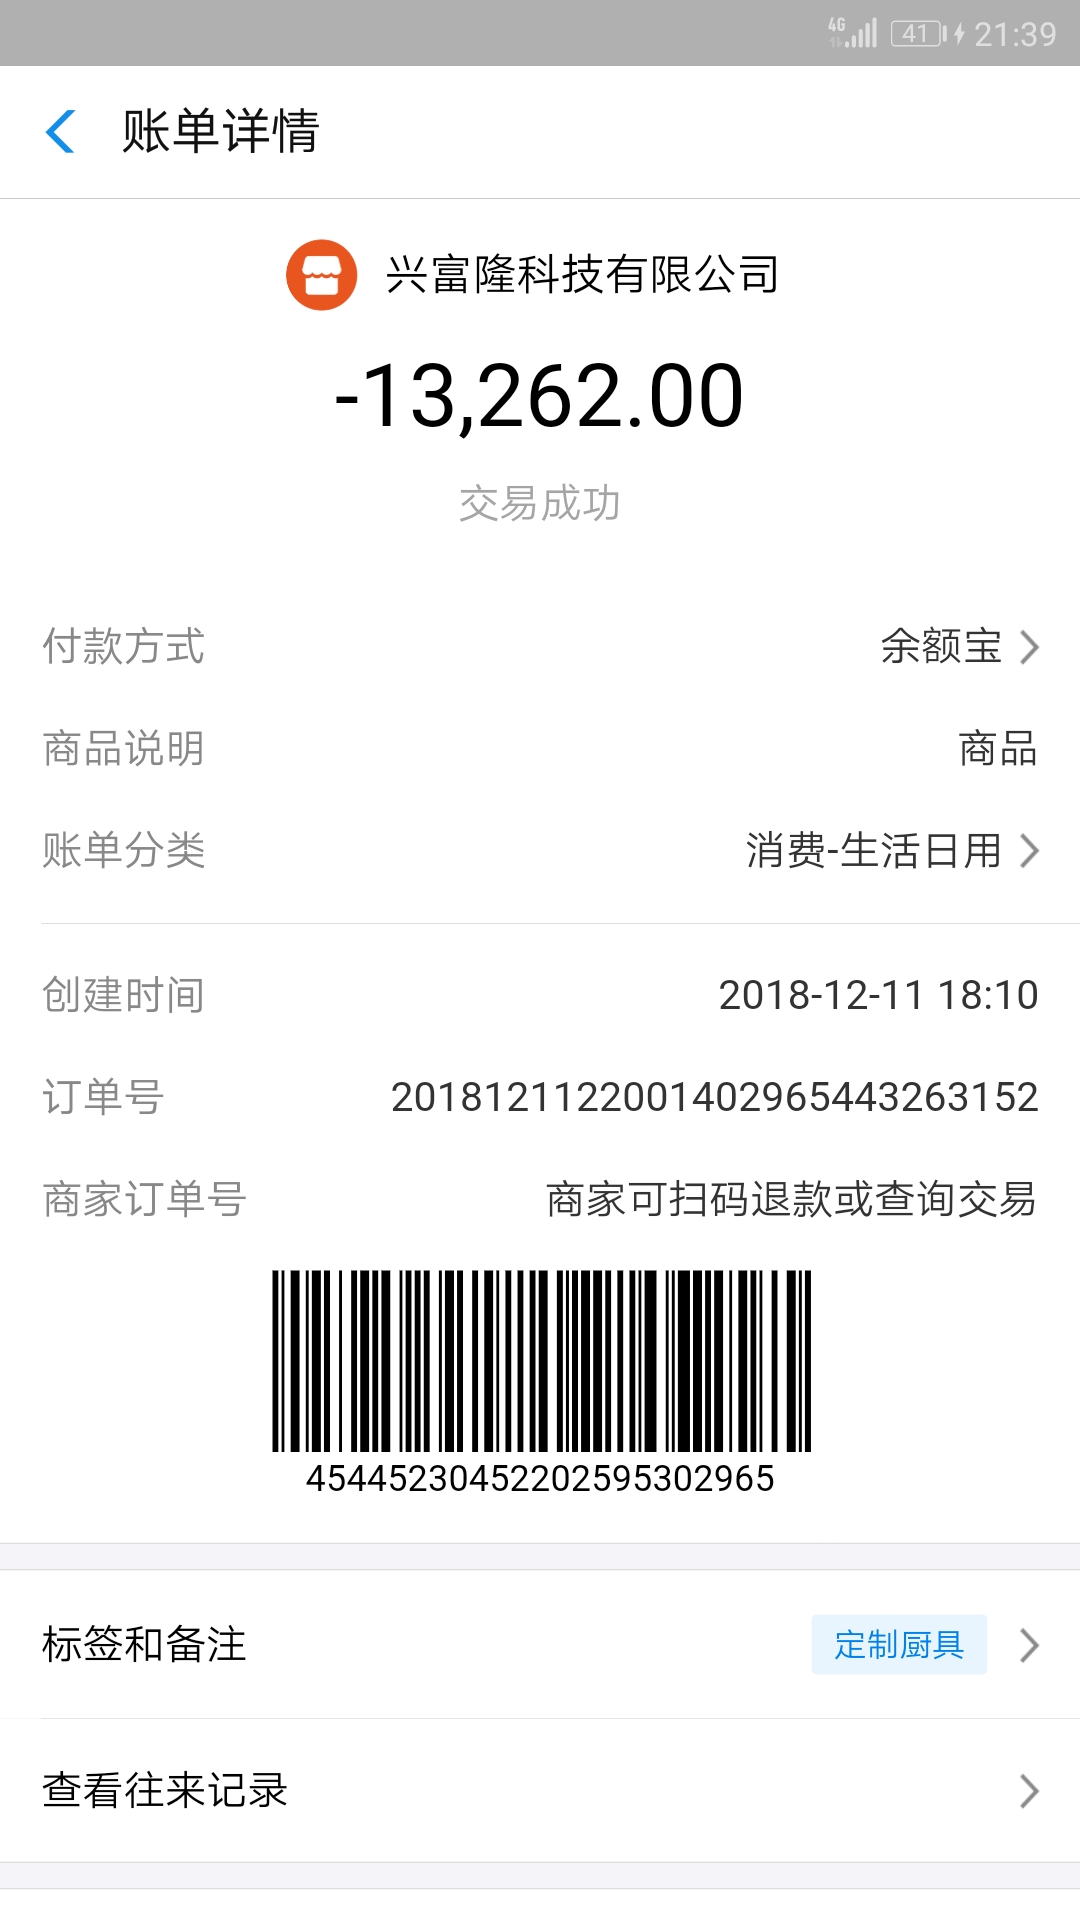 4G 41 21:39
账单详情
兴富隆科技有限公司
-13,262.00
交易成功
付款方式 余额宝
商品说明 商品
账单分类 消费-生活日用
创建时间 2018-12-11 18:10
订单号 2018121122001402965443263152
商家订单号 商家可扫码退款或查询交易
45445230452202595302965
标签和备注 定制厨具
查看往来记录